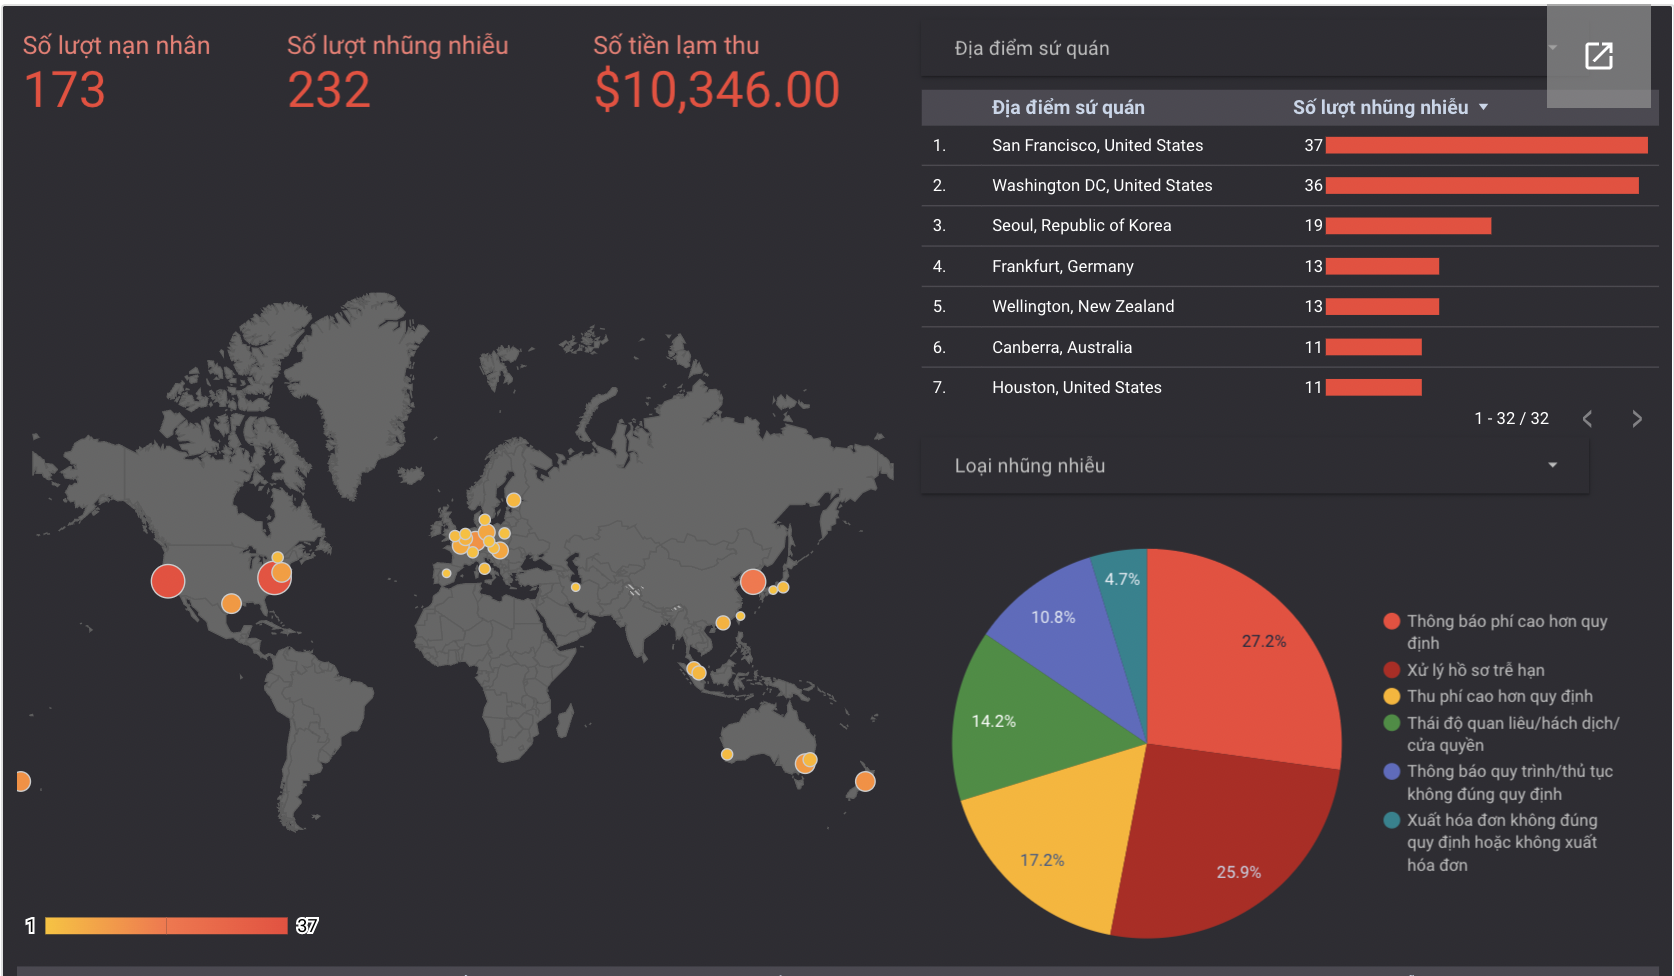 Số lượt nạn nhân
173
Số lượt nhũng nhiễu
232
Số tiền lạm thu
$10,346.00
Địa điểm sứ quán
Địa điểm sứ quán Số lượt nhũng nhiễu
1. San Francisco, United States 37
2. Washington DC, United States 36
3. Seoul, Republic of Korea 19
4. Frankfurt, Germany 13
5. Wellington, New Zealand 13
6. Canberra, Australia 11
7. Houston, United States 11
1 - 32 / 32
Loại nhũng nhiễu
4.7%
10.8%
27.2%
14.2%
17.2%
25.9%
Thông báo phí cao hơn quy
định
Xử lý hồ sơ trễ hạn
Thu phí cao hơn quy định
Thái độ quan liêu/hách dịch/
cửa quyền
Thông báo quy trình/thủ tục
không đúng quy định
Xuất hóa đơn không đúng
quy định hoặc không xuất
hóa đơn
1 37